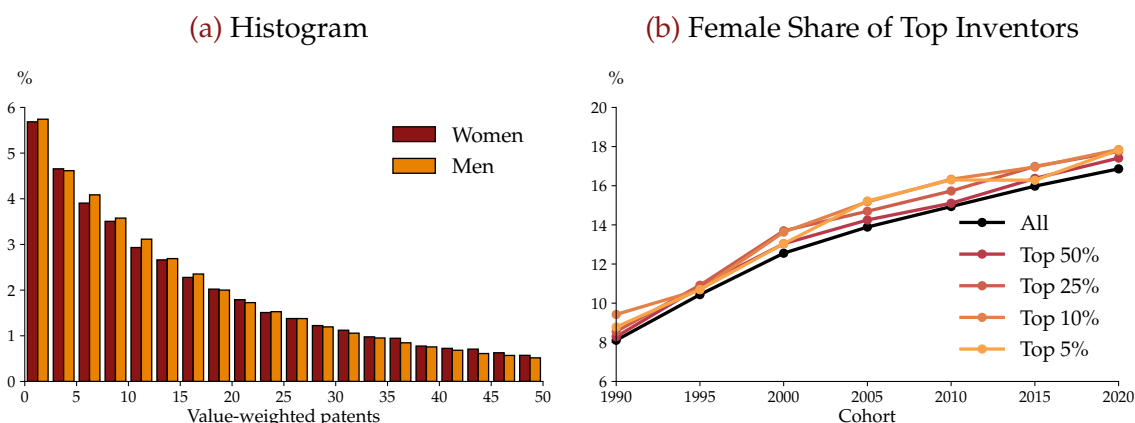 (a) Histogram
%
6
5
4
3
2
1
0
0 5 10 15 20 25 30 35 40 45 50
Value-weighted patents
Women
Men
(b) Female Share of Top Inventors
%
20
18
16
14
12
10
8
6
1990 1995 2000 2005 2010 2015 2020
Cohort
All
Top 50%
Top 25%
Top 10%
Top 5%